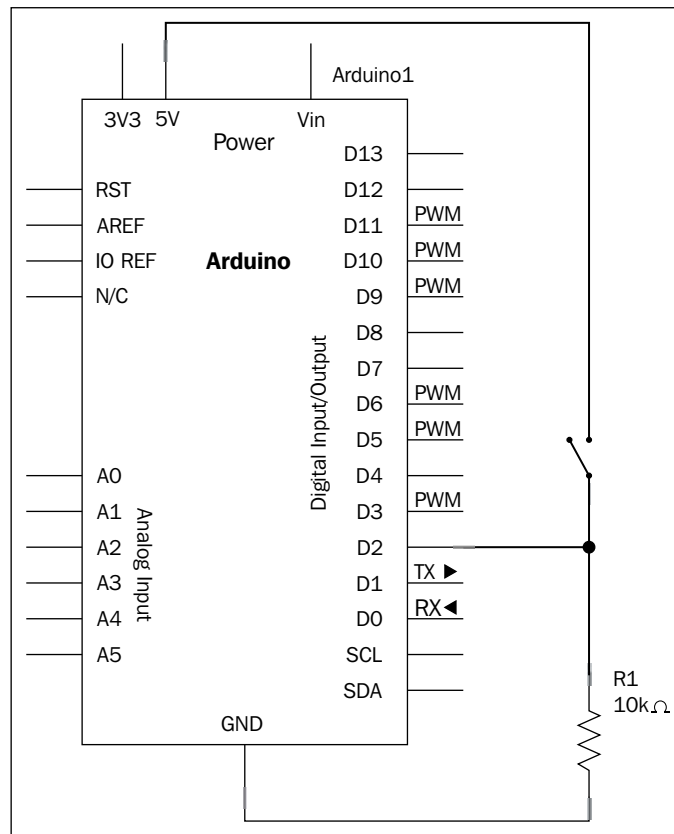 Arduino1
3V3 5V Vin
Power
D13
RST D12
AREF D11 PWM
IO REF Arduino D10 PWM
N/C D9 PWM
D8
Digital Input/Output
D7
D6 PWM
D5 PWM
A0 D4
A1 D3 PWM
Analog Input
A2 D2
A3 D1 TX ►
A4 D0 RX◄
A5 SCL
SDA
R1
10kΩ
GND